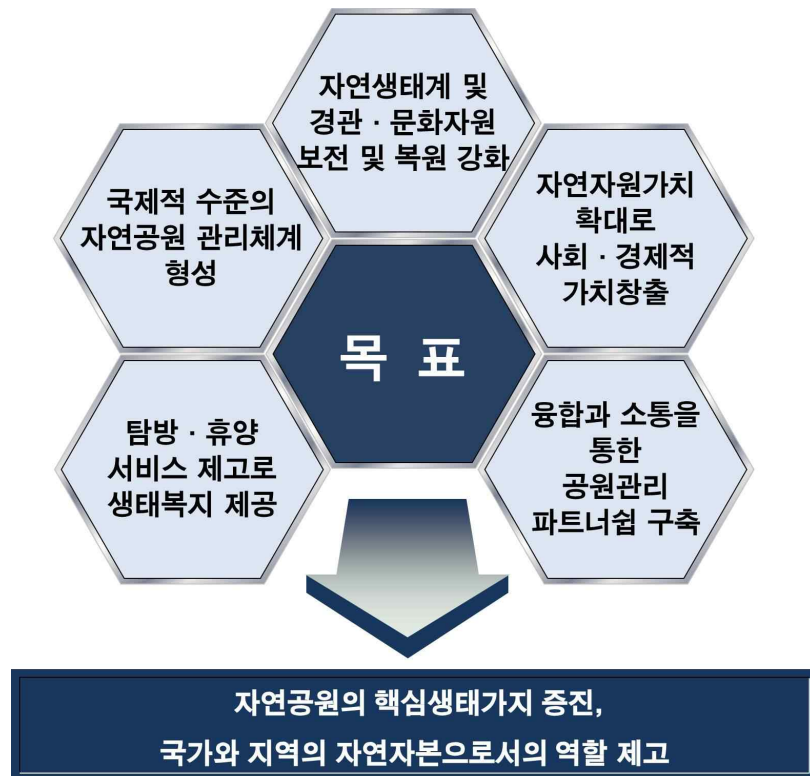 자연생태계 및
경관 · 문화자원
보전 및 복원 강화
국제적 수준의
자연공원 관리체계
형성
자연자원가치
확대로
사회 · 경제적
가치창출
목 표
탐방 · 휴양
서비스 제고로
생태복지 제공
융합과 소통을
통한
공원관리
파트너쉽 구축
자연공원의 핵심생태가지 증진,
국가와 지역의 자연자본으로서의 역할 제고